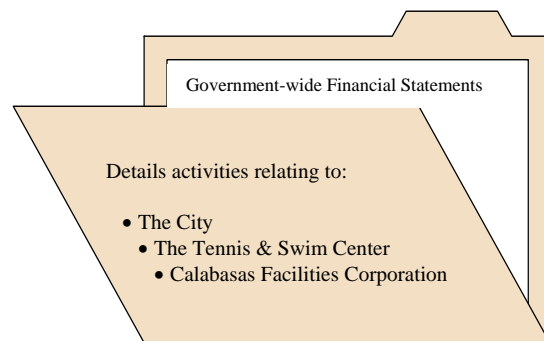 Government-wide Financial Statements
Details activities relating to:
• The City
• The Tennis & Swim Center
• Calabasas Facilities Corporation